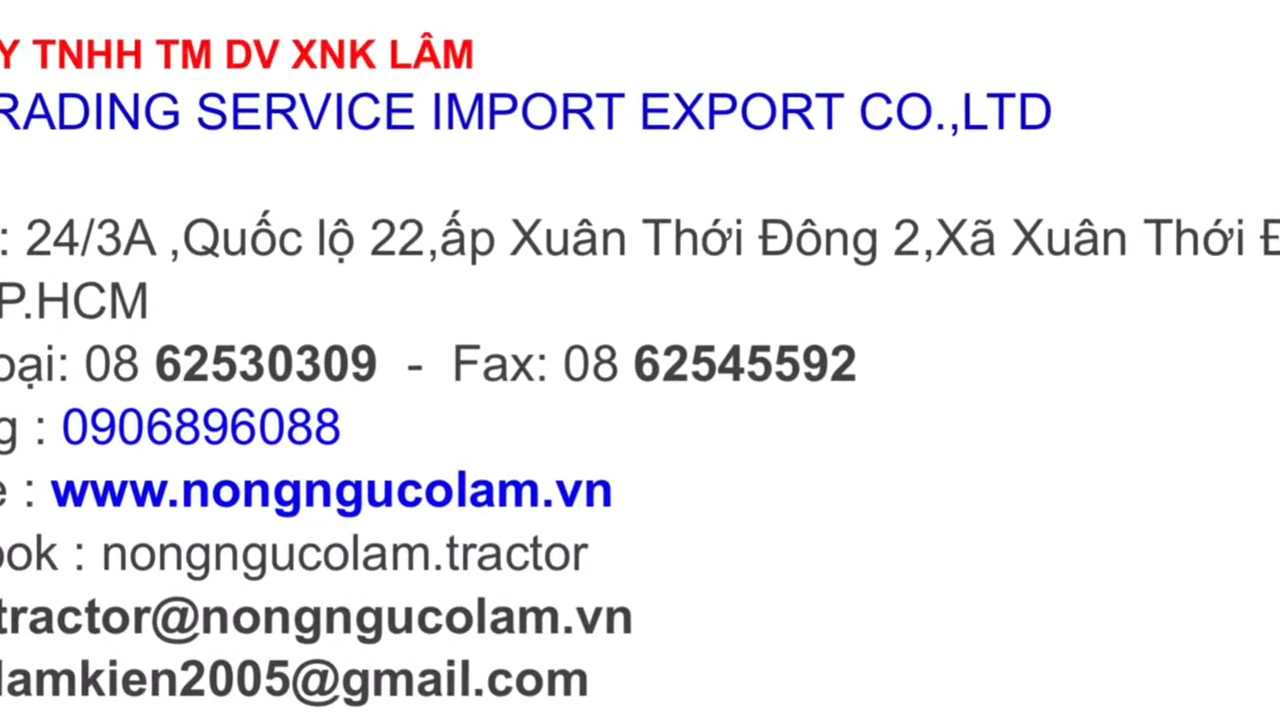 Y TNHH TM DV XNK LÂM
RADING SERVICE IMPORT EXPORT CO.,LTD
: 24/3A ,Quốc lộ 22,ấp Xuân Thới Đông 2,Xã Xuân Thới Đ
P.HCM
oại: 08 62530309 - Fax: 08 62545592
g : 0906896088
e : www.nongngucolam.vn
ook : nongngucolam.tractor
tractor@nongngucolam.vn
lamkien2005@gmail.com